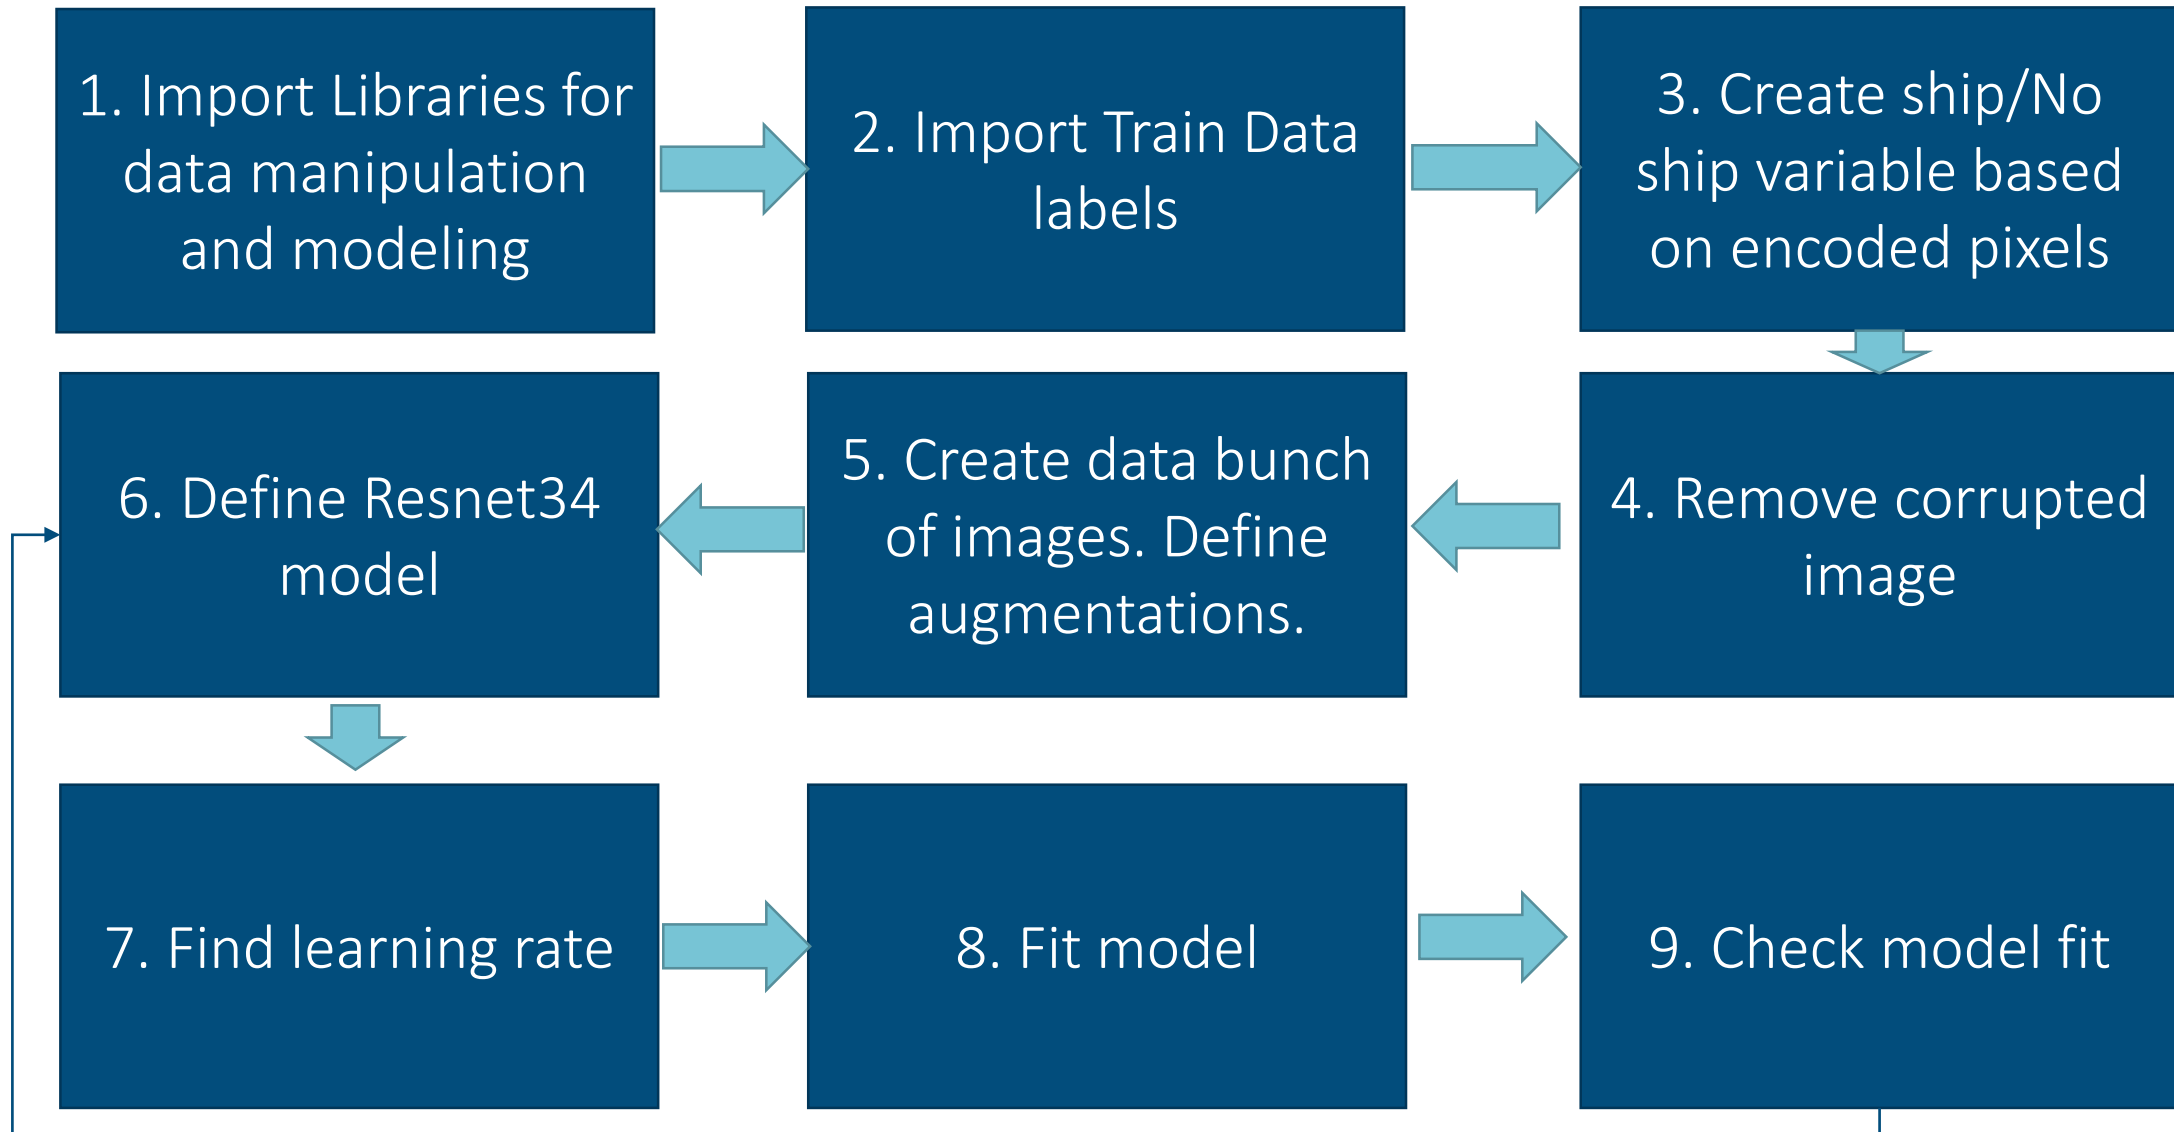 1. Import Libraries for
data manipulation
and modeling
2. Import Train Data
labels
3. Create ship/No
ship variable based
on encoded pixels
4. Remove corrupted
image
5. Create data bunch
of images. Define
augmentations.
6. Define Resnet34
model
7. Find learning rate
8. Fit model
9. Check model fit